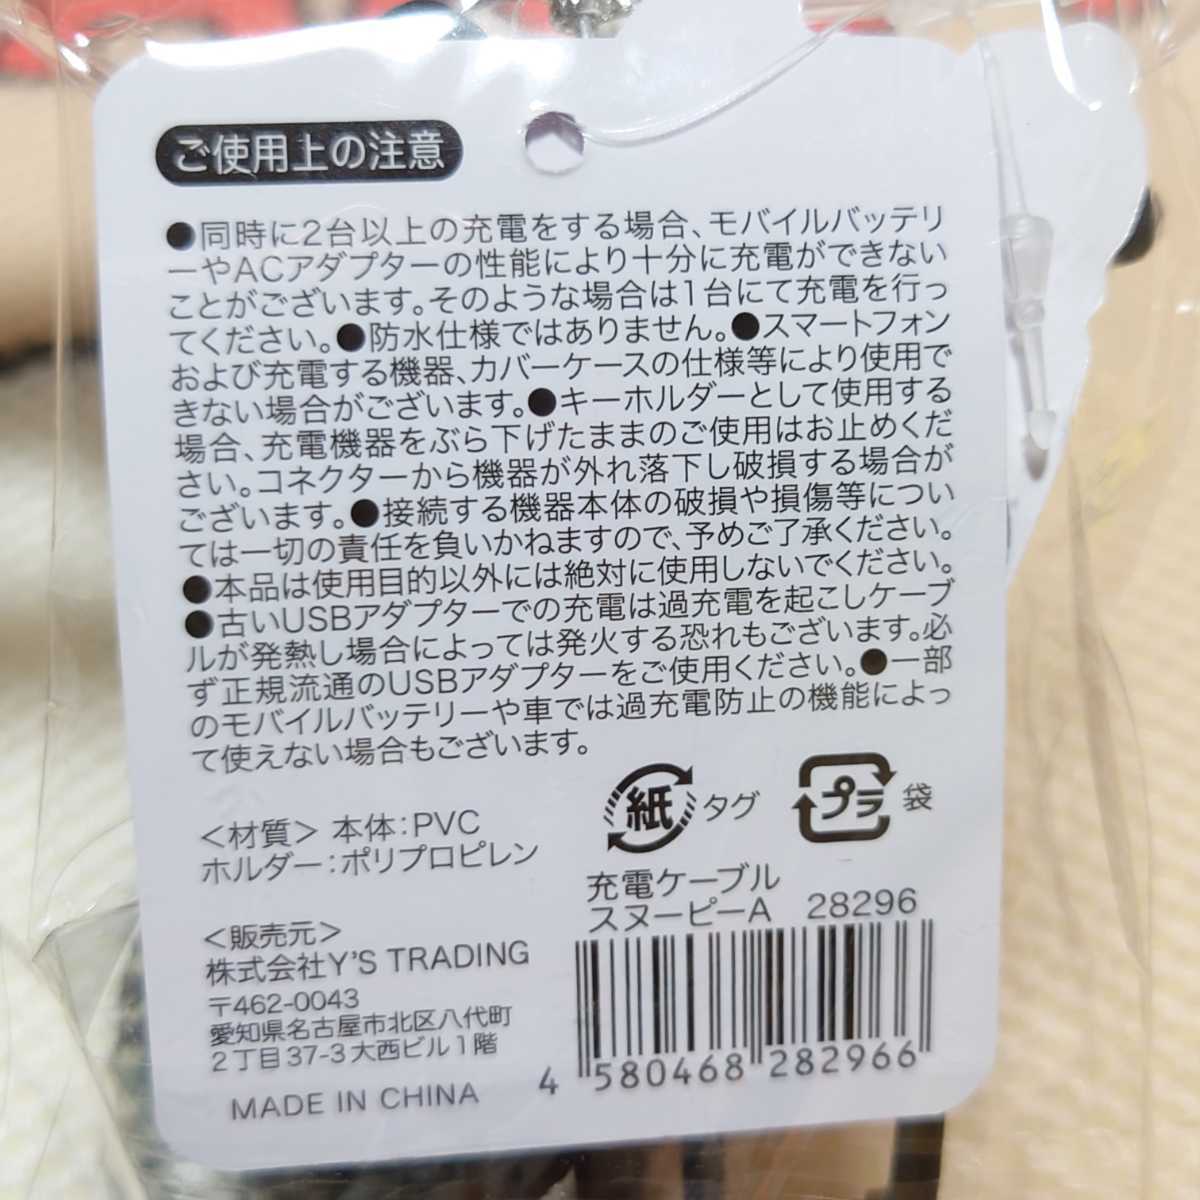 ご使用上の注意
●同時に2台以上の充電をする場合、モバイルバッテリ
ーやACアダプターの性能により十分に充電ができない
ことがございます。そのような場合は1台にて充電を行っ
てください。●防水仕様ではありません。●スマートフォン
および充電する機器、カバーケースの仕様等により使用で
きない場合がございます。●キーホルダーとして使用する
場合、充電機器をぶら下げたままのご使用はお止めくだ
さい。コネクターから機器が外れ落下し破損する場合が
ございます。●接続する機器本体の破損や損傷等につい
ては一切の責任を負いかねますので、予めご了承ください。
●本品は使用目的以外には絶対に使用しないでください。
●古いUSBアダプターでの充電は過充電を起こしケーブ
ルが発熱し場合によっては発火する恐れもございます。必
ず正規流通のUSBアダプターをご使用ください。●一部
のモバイルバッテリーや車では過充電防止の機能によっ
て使えない場合もございます。
紙 タグ
プラ 袋
<材質> 本体:PVC
ホルダー:ポリプロピレン
<販売元>
株式会社Y'S TRADING
〒462-0043
愛知県名古屋市北区八代町
2丁目37-3大西ビル1階
MADE IN CHINA
充電ケーブル
スヌーピーA 28296
4 580468 282966